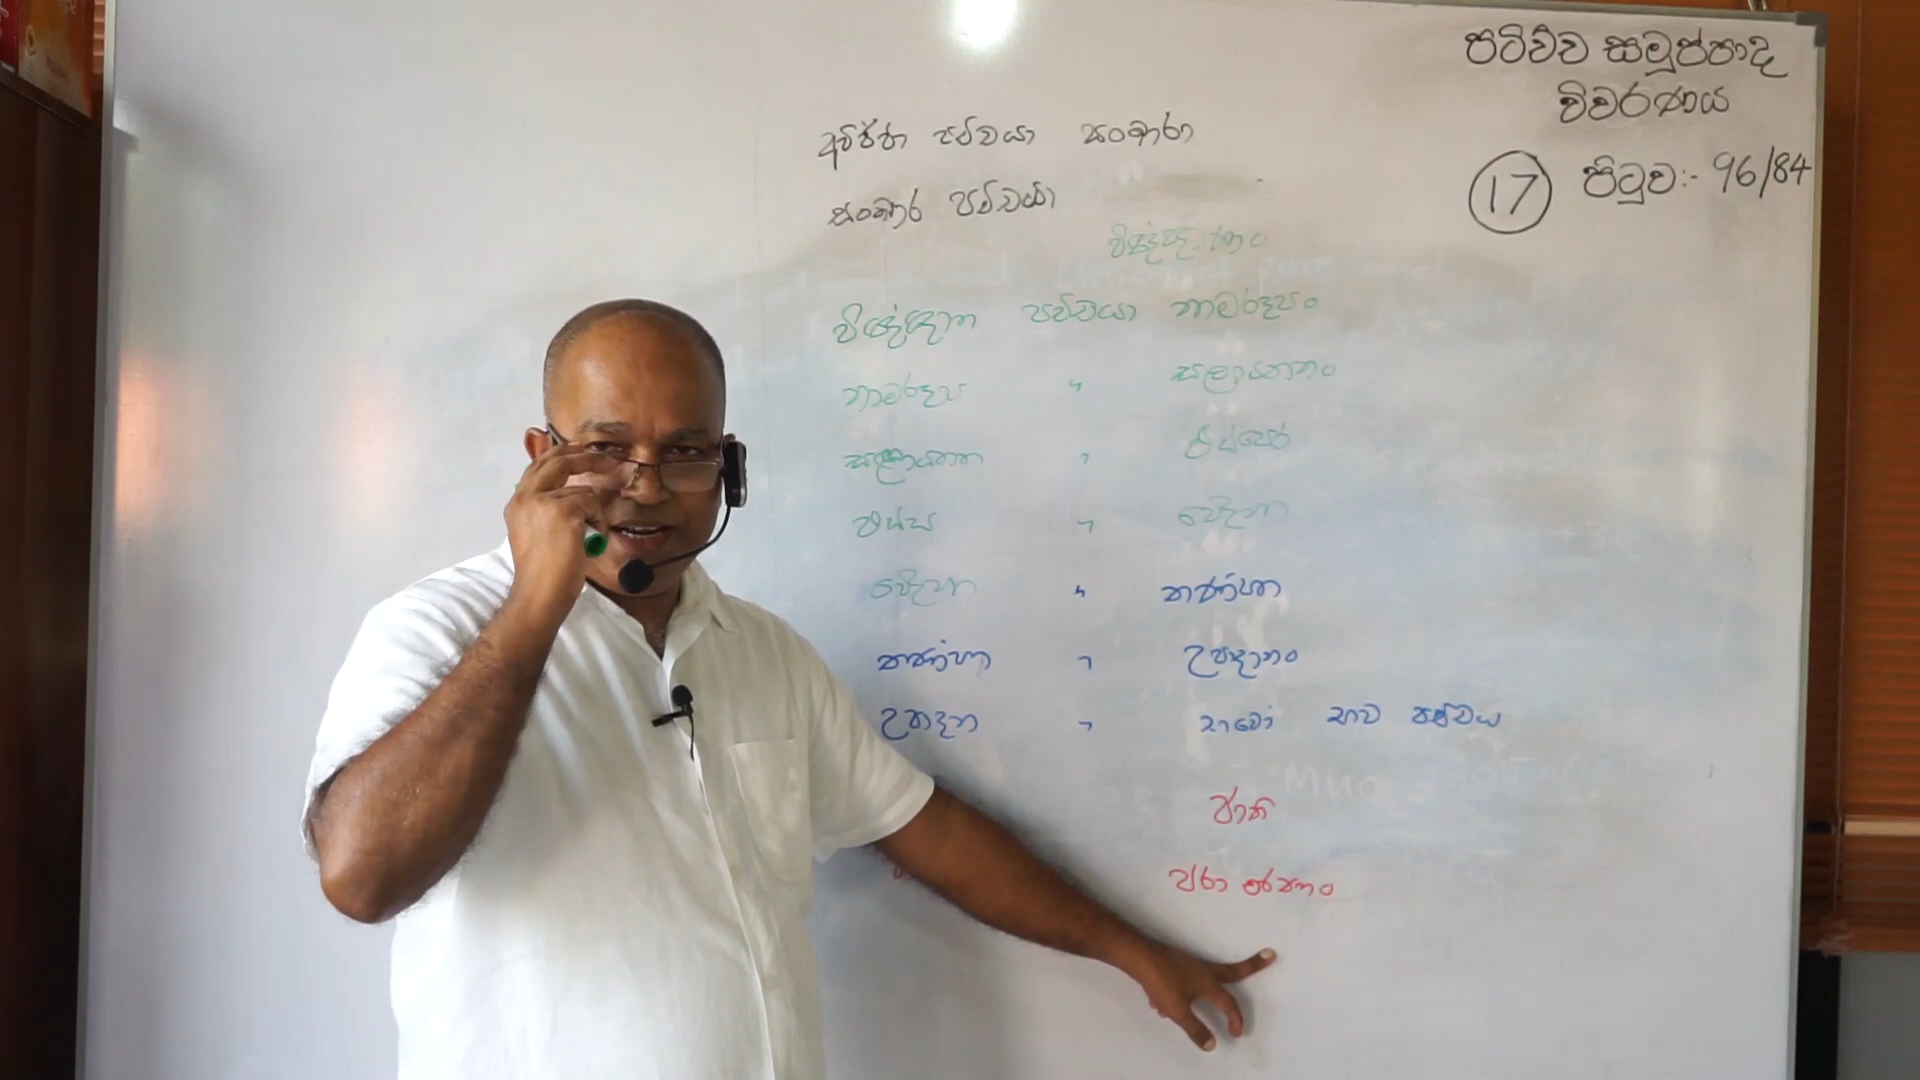 පටිච්ච සමුප්පාද
විවරණය
17 පිටුව:- 96/84
අවිජ්ජා පච්චයා සංඛාරා
සංඛාර පච්චයා
විඤ්ඤාණං
විඤ්ඤාන පච්චයා නාමරූපං
නාමරූප " සළායතනං
සළායතන " ඵස්සෝ
ඵස්ස " වේදනා
වේදනා " තණ්හා
තණ්හා " උපාදානං
උපාදාන " භවෝ භව පච්චය
ජාති
ජරා මරණං